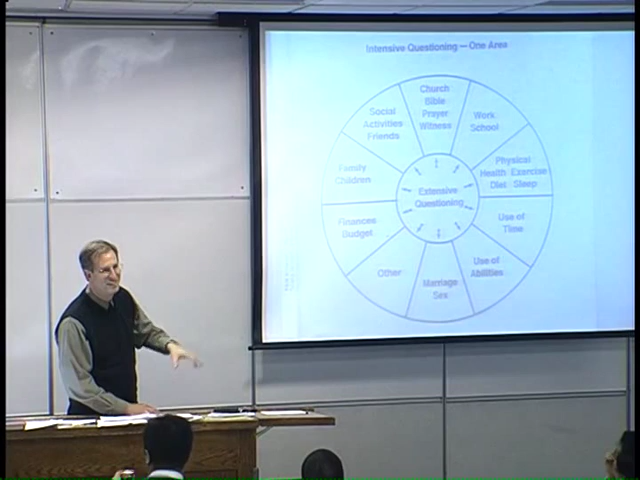 Intensive Questioning — One Area
Church
Bible
Prayer
Witness
Work
School
Physical
Health Exercise
Diet Sleep
Use of
Time
Use of
Abilities
Marriage
Sex
Other
Finances
Budget
Family
Children
Social
Activities
Friends
Extensive
Questioning